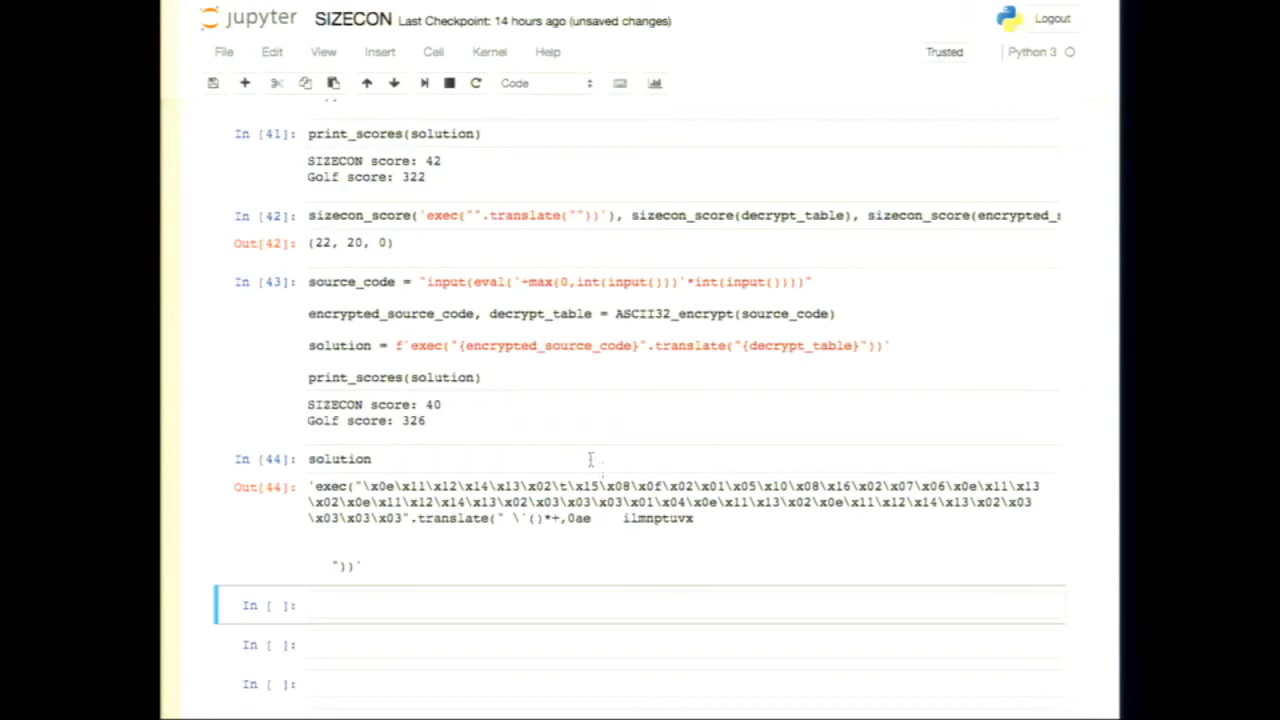 jupyter SIZECON Last Checkpoint: 14 hours ago (unsaved changes) Logout
File Edit View Insert Cell Kernel Help Trusted Python 3
Code
In [41]: print_scores(solution)
SIZECON score: 42
Golf score: 322
In [42]: sizecon_score('exec("".translate(""))'), sizecon_score(decrypt_table), sizecon_score(encrypted_s
Out[42]: (22, 20, 0)
In [43]: source_code = "input(eval('+max(0,int(input()))'*int(input())))"
encrypted_source_code, decrypt_table = ASCII32_encrypt(source_code)
solution = f'exec("{encrypted_source_code}".translate("{decrypt_table}"))'
print_scores(solution)
SIZECON score: 40
Golf score: 326
In [44]: solution
Out[44]: 'exec("\x0e\x11\x12\x14\x13\x02\t\x15\x08\x0f\x02\x01\x05\x10\x08\x16\x02\x07\x06\x0e\x11\x13
\x02\x0e\x11\x12\x14\x13\x02\x03\x03\x03\x01\x04\x0e\x11\x13\x02\x0e\x11\x12\x14\x13\x02\x03
\x03\x03\x03".translate(" \'()*+,0ae    ilmnptuvx
"))'
In [ ]:
In [ ]:
In [ ]: